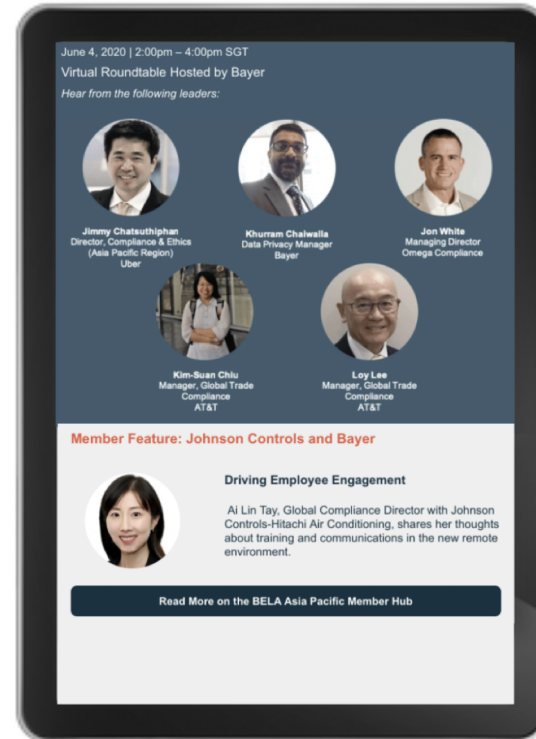 June 4, 2020 | 2:00pm – 4:00pm SGT
Virtual Roundtable Hosted by Bayer
Hear from the following leaders:
Jimmy Chatsuthiphan
Director, Compliance & Ethics
(Asia Pacific Region)
Uber
Khurram Chaiwalla
Data Privacy Manager
Bayer
Jon White
Managing Director
Omega Compliance
Kim-Suan Chiu
Manager, Global Trade
Compliance
AT&T
Loy Lee
Manager, Global Trade
Compliance
AT&T
Member Feature: Johnson Controls and Bayer
Driving Employee Engagement
Ai Lin Tay, Global Compliance Director with Johnson
Controls-Hitachi Air Conditioning, shares her thoughts
about training and communications in the new remote
environment.
Read More on the BELA Asia Pacific Member Hub